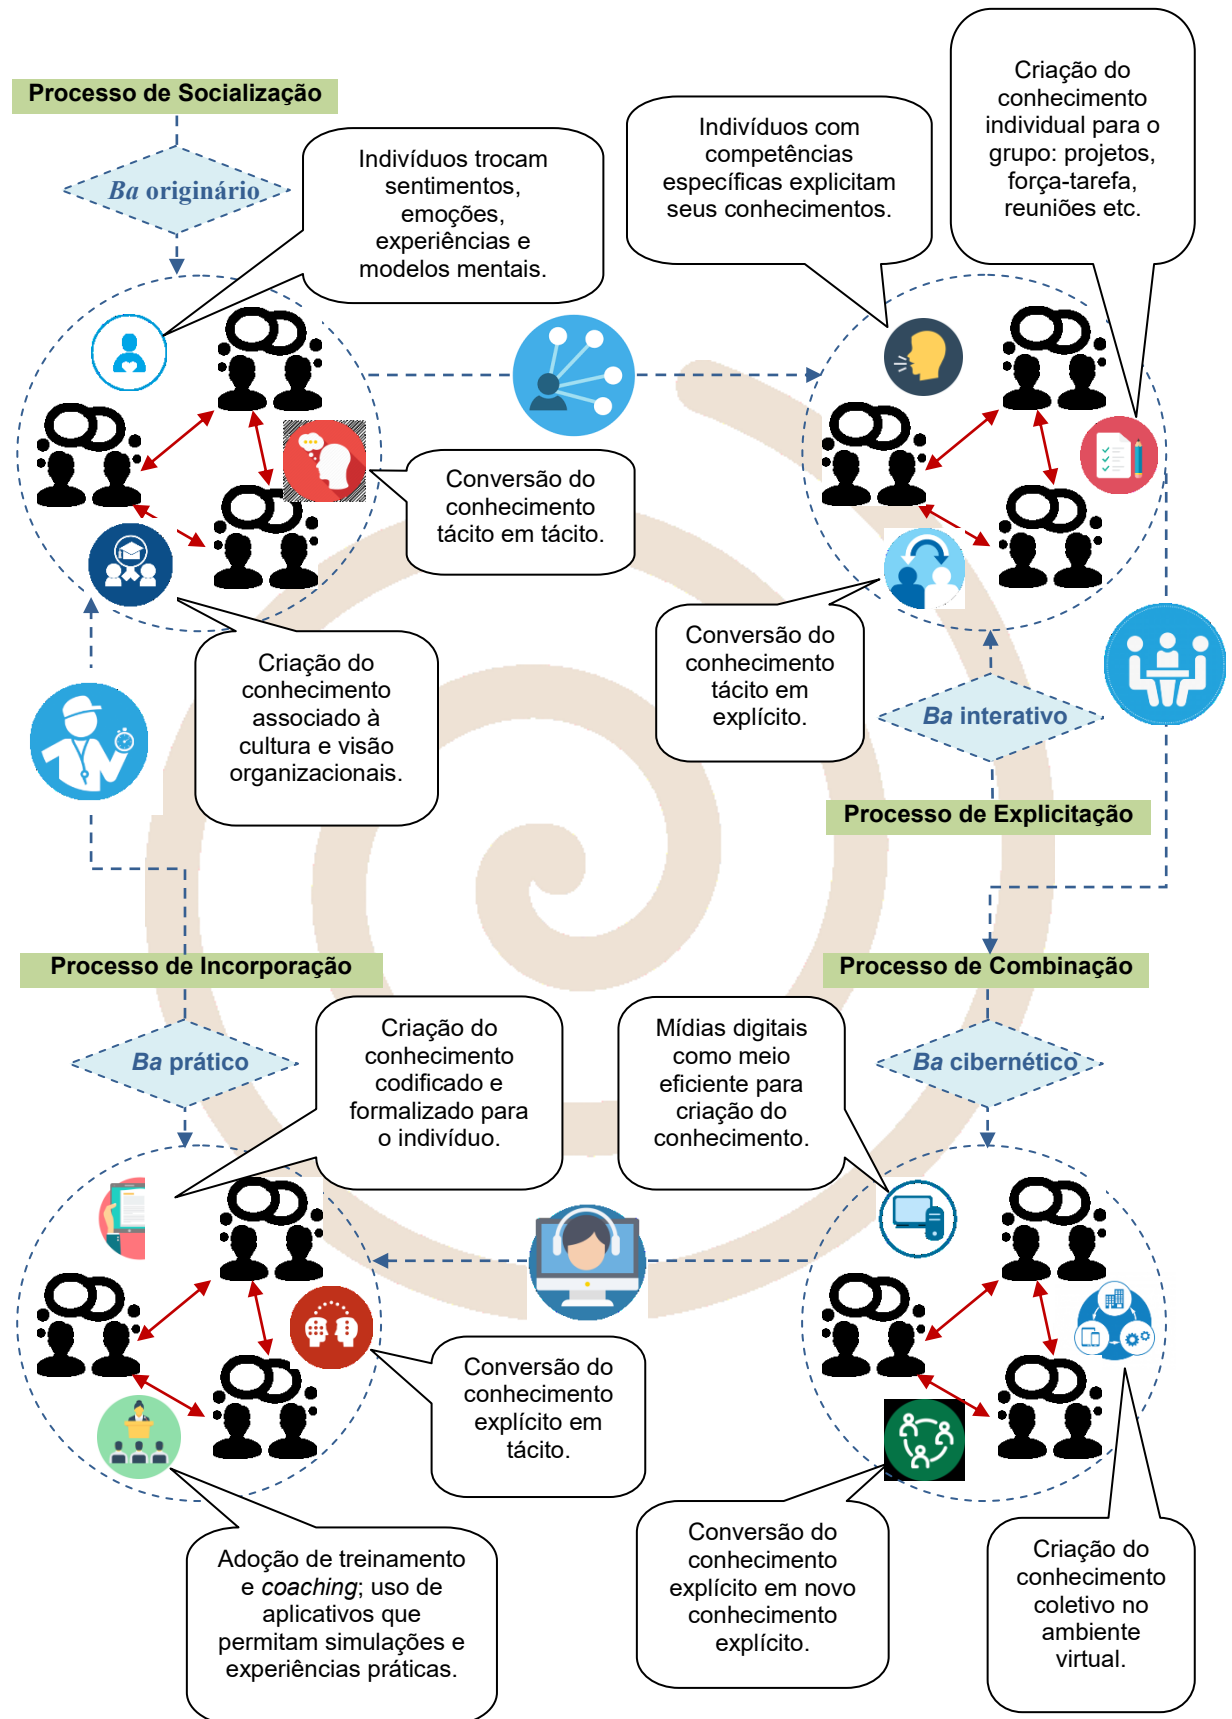 Processo de Socialização
Ba originário
Indivíduos trocam
sentimentos,
emoções,
experiências e
modelos mentais.
Conversão do
conhecimento
tácito em tácito.
Criação do
conhecimento
associado à
cultura e visão
organizacionais.
Indivíduos com
competências
específicas explicitam
seus conhecimentos.
Criação do
conhecimento
individual para o
grupo: projetos,
força-tarefa,
reuniões etc.
Conversão do
conhecimento
tácito em
explícito.
Ba interativo
Processo de Explicitação
Processo de Incorporação
Ba prático
Criação do
conhecimento
codificado e
formalizado para
o indivíduo.
Conversão do
conhecimento
explícito em
tácito.
Adoção de treinamento
e coaching; uso de
aplicativos que
permitam simulações e
experiências práticas.
Processo de Combinação
Ba cibernético
Mídias digitais
como meio
eficiente para
criação do
conhecimento.
Conversão do
conhecimento
explícito em novo
conhecimento
explícito.
Criação do
conhecimento
coletivo no
ambiente
virtual.